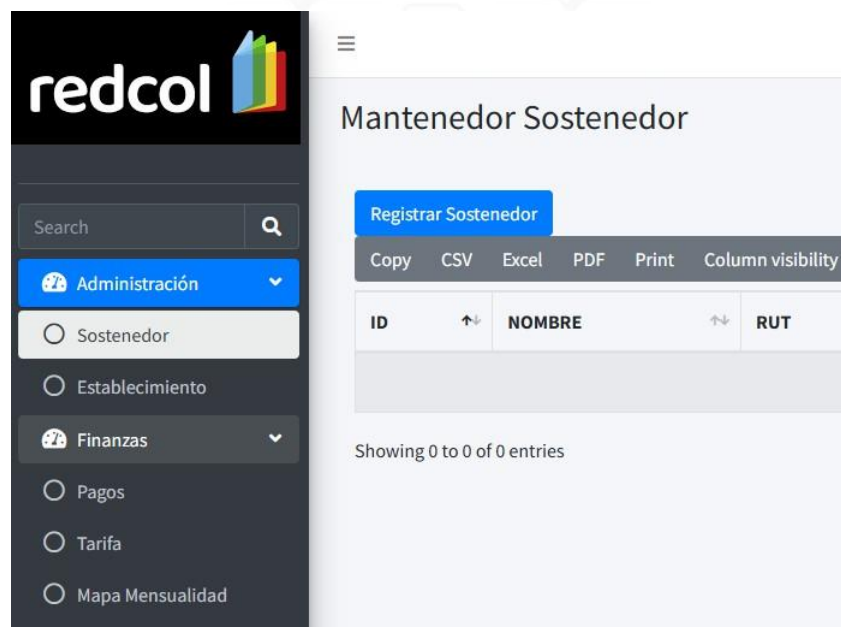 redcol
Search
Administración
Sostenedor
Establecimiento
Finanzas
Pagos
Tarifa
Mapa Mensualidad
Mantenedor Sostenedor
Registrar Sostenedor
Copy CSV Excel PDF Print Column visibility
ID NOMBRE RUT
Showing 0 to 0 of 0 entries